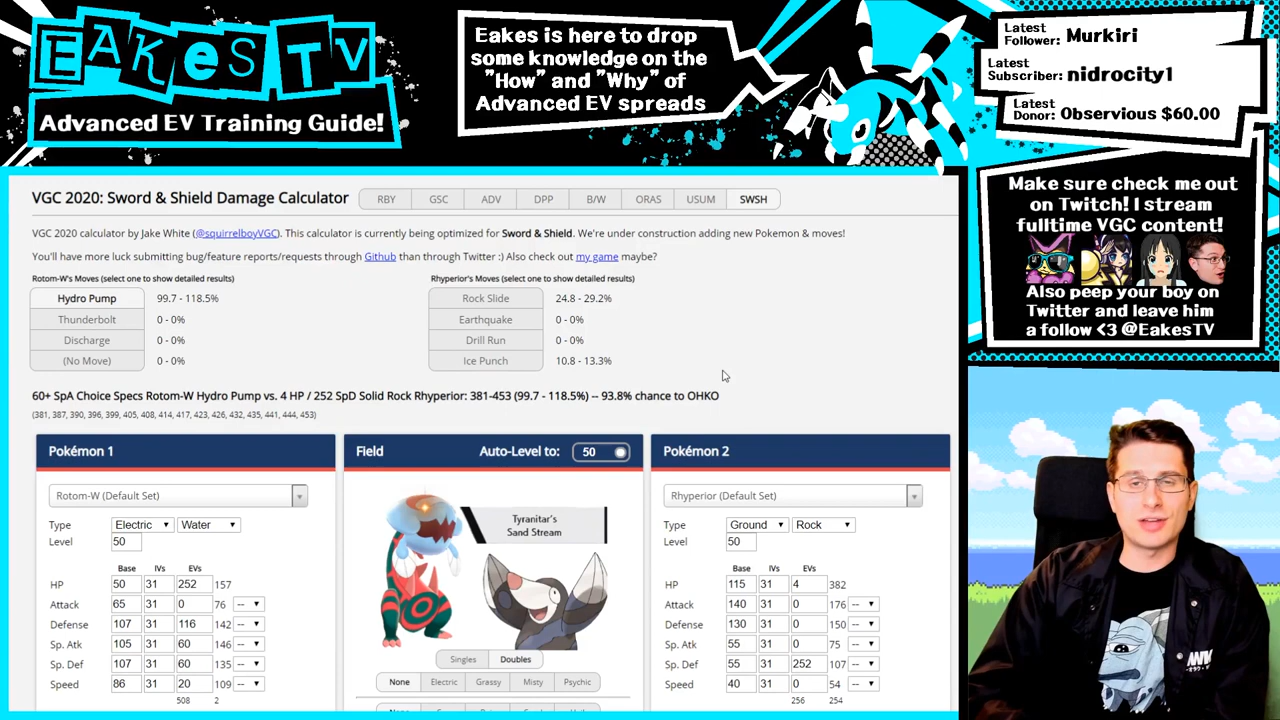 EAKES TV
Advanced EV Training Guide!
Eakes is here to drop
some knowledge on the
"How" and "Why" of
Advanced EV spreads
Latest
Follower: Murkiri
Latest
Subscriber: nidrocity1
Latest
Donor: Observious $60.00
Make sure check me out
on Twitch! I stream
fulltime VGC content!
Also peep your boy on
Twitter and leave him
a follow <3 @EakesTV
VGC 2020: Sword & Shield Damage Calculator RBY GSC ADV DPP B/W ORAS USUM SWSH
VGC 2020 calculator by Jake White (@squirrelboyVGC). This calculator is currently being optimized for Sword & Shield. We're under construction adding new Pokemon & moves!
You'll have more luck submitting bug/feature reports/requests through Github than through Twitter :) Also check out my game maybe?
Rotom-W's Moves (select one to show detailed results) Rhyperior's Moves (select one to show detailed results)
Hydro Pump 99.7 - 118.5% Rock Slide 24.8 - 29.2%
Thunderbolt 0 - 0% Earthquake 0 - 0%
Discharge 0 - 0% Drill Run 0 - 0%
(No Move) 0 - 0% Ice Punch 10.8 - 13.3%
60+ SpA Choice Specs Rotom-W Hydro Pump vs. 4 HP / 252 SpD Solid Rock Rhyperior: 381-453 (99.7 - 118.5%) -- 93.8% chance to OHKO
(381, 387, 390, 396, 399, 405, 408, 414, 417, 423, 426, 432, 435, 441, 444, 453)
Pokémon 1 Field Auto-Level to: 50 Pokémon 2
Rotom-W (Default Set) Rhyperior (Default Set)
Tyranitar's
Sand Stream
Type Electric Water Type Ground Rock
Level 50 Level 50
Base IVs EVs Base IVs EVs
HP 50 31 252 157 HP 115 31 4 382
Attack 65 31 0 76 -- Attack 140 31 0 176 --
Defense 107 31 116 142 -- Defense 130 31 0 150 --
Sp. Atk 105 31 60 146 -- Sp. Atk 55 31 0 75 --
Sp. Def 107 31 60 135 -- Singles Doubles Sp. Def 55 31 252 107 --
Speed 86 31 20 109 -- None Electric Grassy Misty Psychic Speed 40 31 0 54 --
508 2 256 254